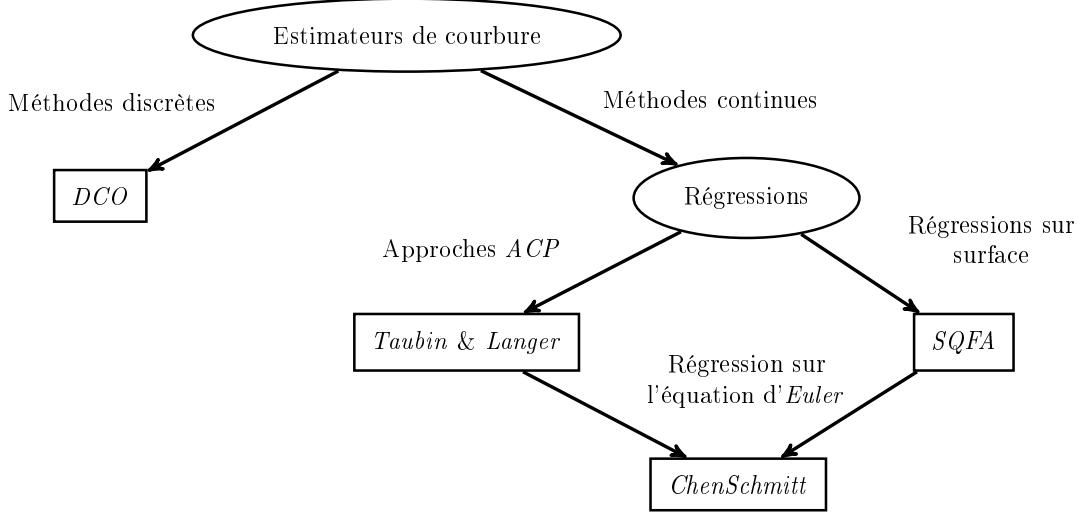 Estimateurs de courbure
Méthodes discrètes
Méthodes continues
DCO
Régressions
Régressions sur
surface
Approches ACP
Taubin & Langer
SQFA
Régression sur
l'équation d'Euler
ChenSchmitt